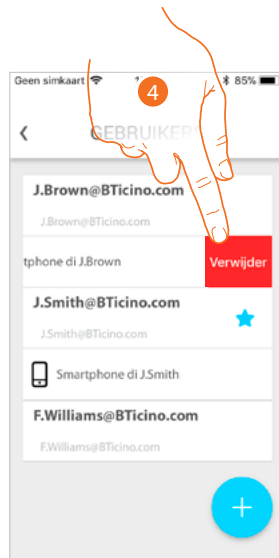 Geen simkaart 85%
4
GEBRUIKERS
J.Brown@BTicino.com
J.Brown@BTicino.com
tphone di J.Brown Verwijder
J.Smith@BTicino.com
J.Smith@BTicino.com
Smartphone di J.Smith
F.Williams@BTicino.com
F.Williams@BTicino.com